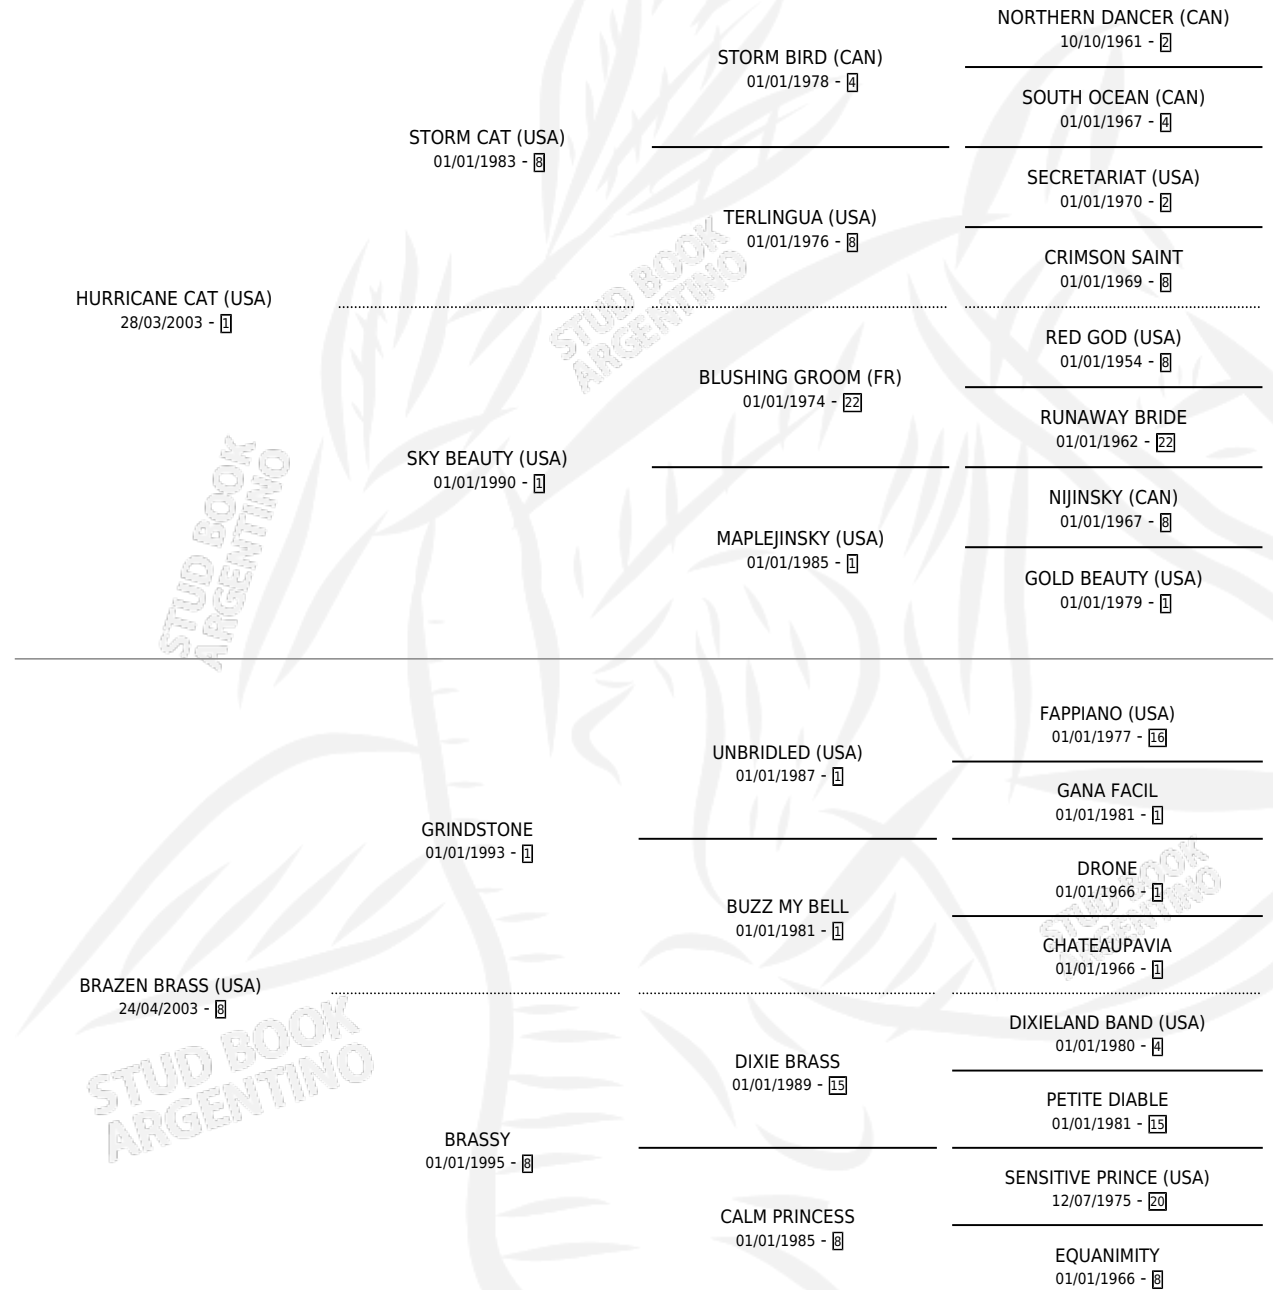 NORTHERN DANCER (CAN)
10/10/1961 - 2
STORM BIRD (CAN)
01/01/1978 - 4
SOUTH OCEAN (CAN)
01/01/1967 - 4
STORM CAT (USA)
01/01/1983 - 8
SECRETARIAT (USA)
01/01/1970 - 2
TERLINGUA (USA)
01/01/1976 - 8
CRIMSON SAINT
01/01/1969 - 8
HURRICANE CAT (USA)
28/03/2003 - 1
RED GOD (USA)
01/01/1954 - 8
BLUSHING GROOM (FR)
01/01/1974 - 22
RUNAWAY BRIDE
01/01/1962 - 22
SKY BEAUTY (USA)
01/01/1990 - 1
NIJINSKY (CAN)
01/01/1967 - 8
MAPLEJINSKY (USA)
01/01/1985 - 1
GOLD BEAUTY (USA)
01/01/1979 - 1
STUD BOOK
ARGENTINO
STUD BOOK
ARGENTINO
FAPPIANO (USA)
01/01/1977 - 16
UNBRIDLED (USA)
01/01/1987 - 1
GANA FACIL
01/01/1981 - 1
GRINDSTONE
01/01/1993 - 1
DRONE
01/01/1966 - 1
BUZZ MY BELL
01/01/1981 - 1
CHATEAUPAVIA
01/01/1966 - 1
BRAZEN BRASS (USA)
24/04/2003 - 8
DIXIELAND BAND (USA)
01/01/1980 - 4
DIXIE BRASS
01/01/1989 - 15
PETITE DIABLE
01/01/1981 - 15
BRASSY
01/01/1995 - 8
SENSITIVE PRINCE (USA)
12/07/1975 - 20
CALM PRINCESS
01/01/1985 - 8
EQUANIMITY
01/01/1966 - 8
STUD BOOK
ARGENTINO
STUD BOOK
ARGENTINO